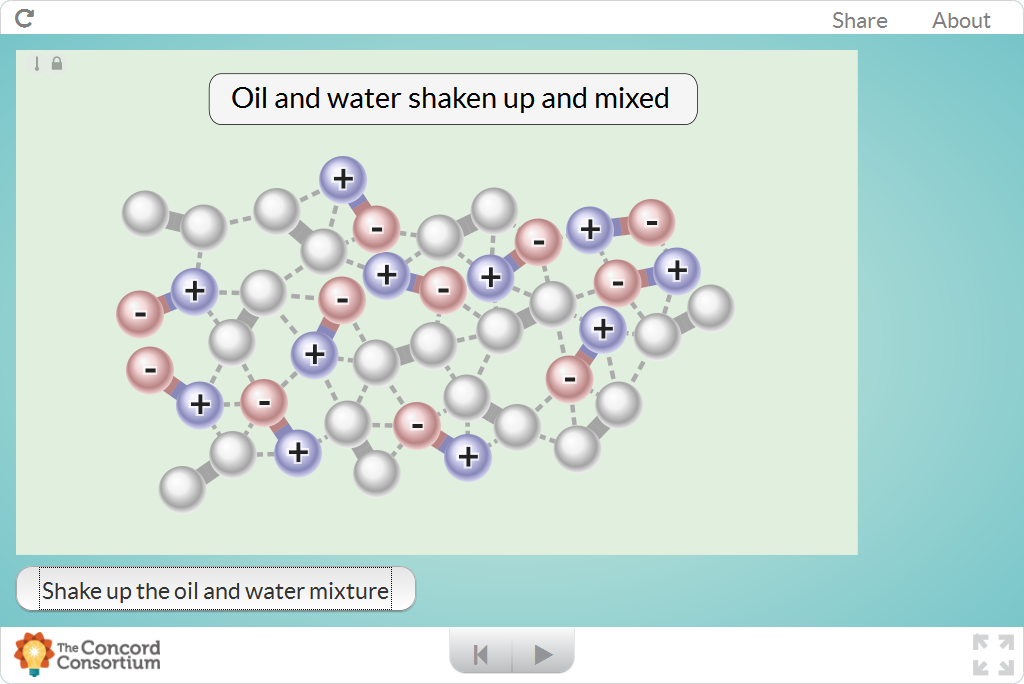 Share About
Oil and water shaken up and mixed
+
-
+ -
-
+ + - + +
+ - -
- - +
+
- + -
+ - -
+ +
Shake up the oil and water mixture
The Concord
Consortium